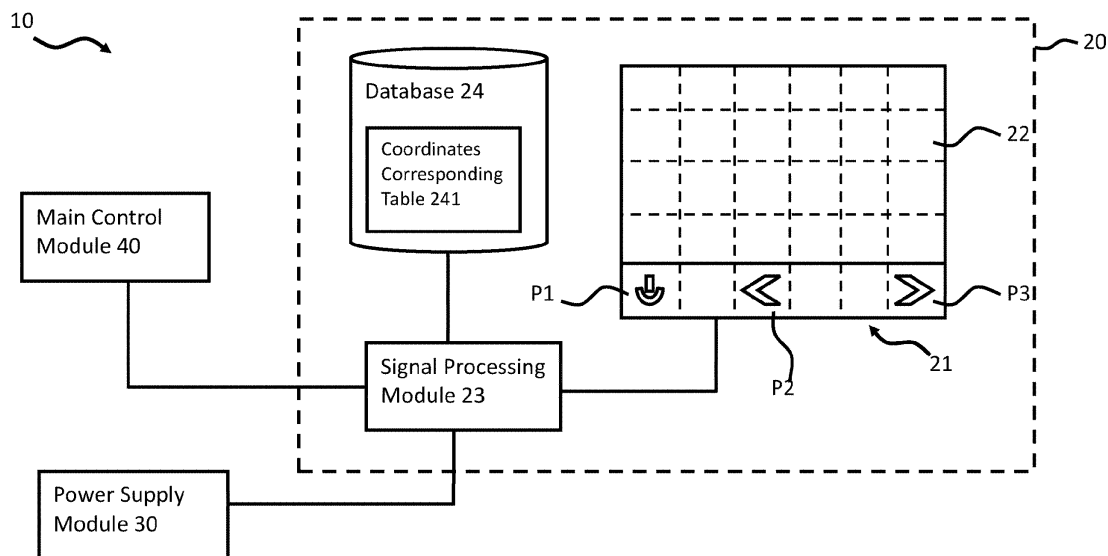 10
20
Database 24
Coordinates
Corresponding
Table 241
22
Main Control
Module 40
P1
P3
Signal Processing
Module 23
P2
21
Power Supply
Module 30